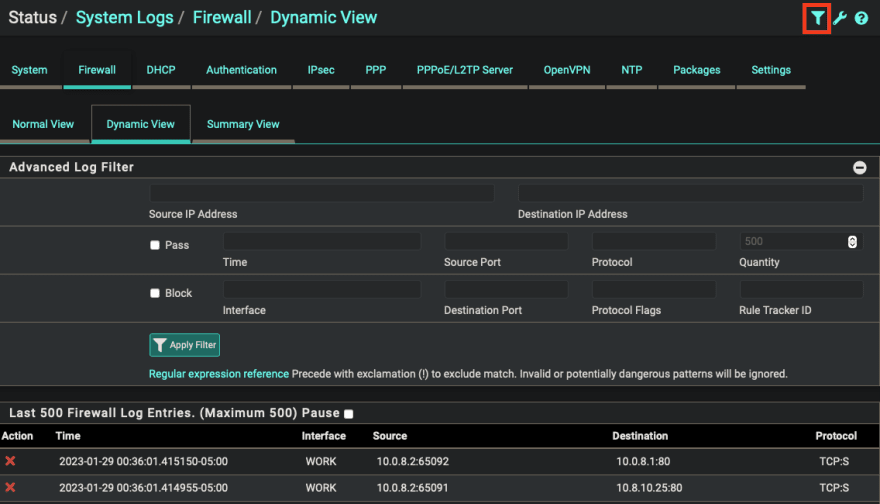 Status / System Logs / Firewall / Dynamic View
System Firewall DHCP Authentication IPsec PPP PPPoE/L2TP Server OpenVPN NTP Packages Settings
Normal View Dynamic View Summary View
Advanced Log Filter
Source IP Address Destination IP Address
Pass 500
Time Source Port Protocol Quantity
Block
Interface Destination Port Protocol Flags Rule Tracker ID
Apply Filter
Regular expression reference Precede with exclamation (!) to exclude match. Invalid or potentially dangerous patterns will be ignored.
Last 500 Firewall Log Entries. (Maximum 500) Pause
Action Time Interface Source Destination Protocol
2023-01-29 00:36:01.415150-05:00 WORK 10.0.8.2:65092 10.0.8.1:80 TCP:S
2023-01-29 00:36:01.414955-05:00 WORK 10.0.8.2:65091 10.8.10.25:80 TCP:S